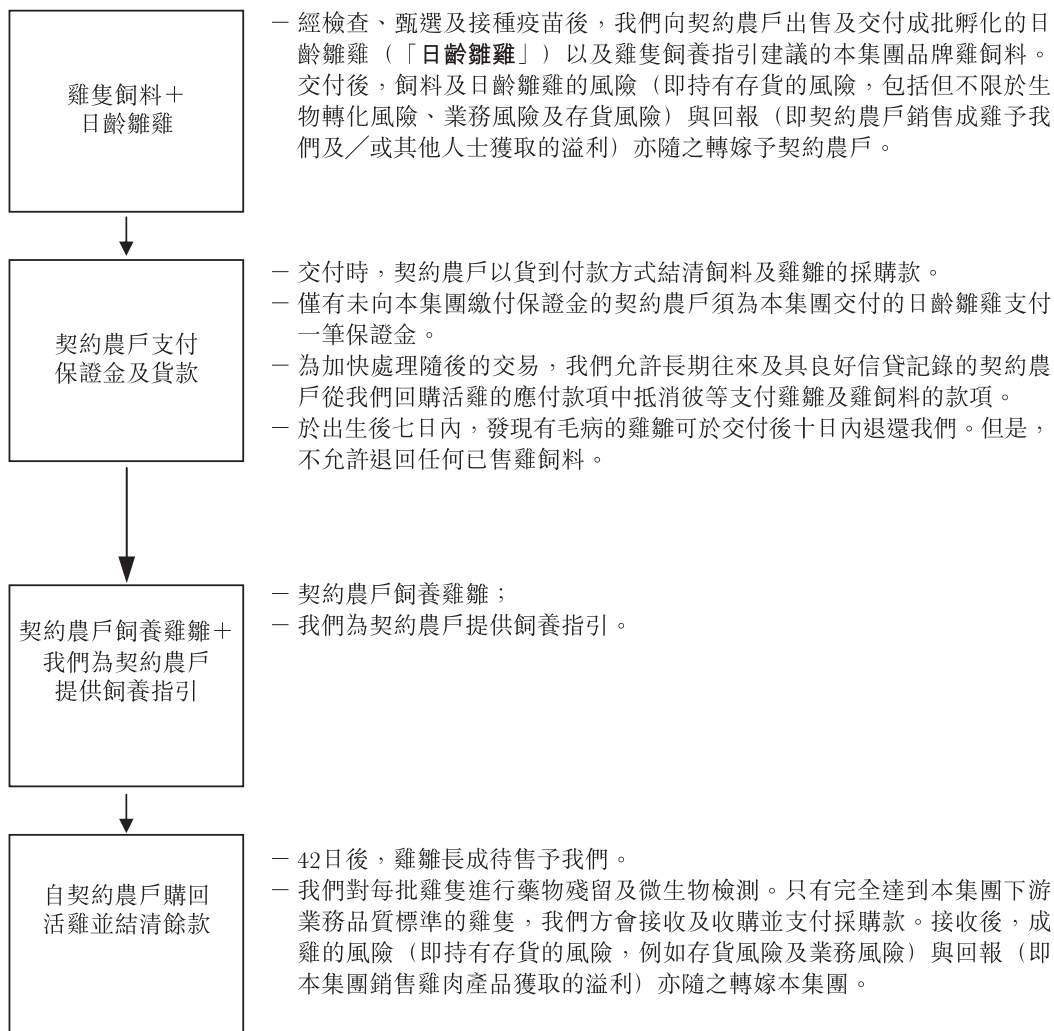 雞隻飼料＋
日齡雛雞
－ 經檢查、甄選及接種疫苗後，我們向契約農戶出售及交付成批孵化的日
齡雛雞（「日齡雛雞」）以及雞隻飼養指引建議的本集團品牌雞飼料。
交付後，飼料及日齡雛雞的風險（即持有存貨的風險，包括但不限於生
物轉化風險、業務風險及存貨風險）與回報（即契約農戶銷售成雞予我
們及／或其他人士獲取的溢利）亦隨之轉嫁予契約農戶。
契約農戶支付
保證金及貨款
－ 交付時，契約農戶以貨到付款方式結清飼料及雞雛的採購款。
－ 僅有未向本集團繳付保證金的契約農戶須為本集團交付的日齡雛雞支付
一筆保證金。
－ 為加快處理隨後的交易，我們允許長期往來及具良好信貸記錄的契約農
戶從我們回購活雞的應付款項中抵消彼等支付雞雛及雞飼料的款項。
－ 於出生後七日內，發現有毛病的雞雛可於交付後十日內退還我們。但是，
不允許退回任何已售雞飼料。
契約農戶飼養雞雛＋
我們為契約農戶
提供飼養指引
－ 契約農戶飼養雞雛；
－ 我們為契約農戶提供飼養指引。
自契約農戶購回
活雞並結清餘款
－ 42日後，雞雛長成待售予我們。
－ 我們對每批雞隻進行藥物殘留及微生物檢測。只有完全達到本集團下游
業務品質標準的雞隻，我們方會接收及收購並支付採購款。接收後，成
雞的風險（即持有存貨的風險，例如存貨風險及業務風險）與回報（即
本集團銷售雞肉產品獲取的溢利）亦隨之轉嫁本集團。